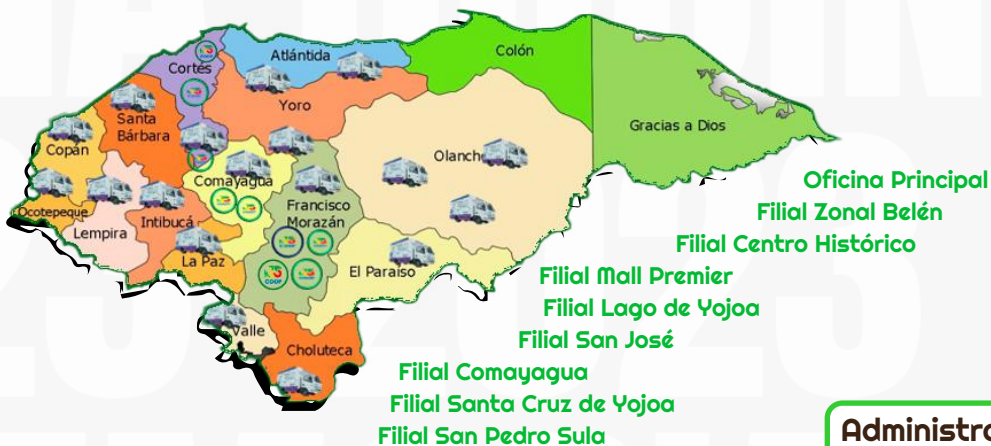 Atlántida
Colón
Cortés
Yoro
Santa
Bárbara
Gracias a Dios
Copán
Olancho
Comayagua
Francisco
Morazán
Ocotepeque
Intibucá
Lempira
La Paz
El Paraíso
COOP
Valle
Choluteca
Oficina Principal
Filial Zonal Belén
Filial Centro Histórico
Filial Mall Premier
Filial Lago de Yojoa
Filial San José
Filial Comayagua
Filial Santa Cruz de Yojoa
Filial San Pedro Sula